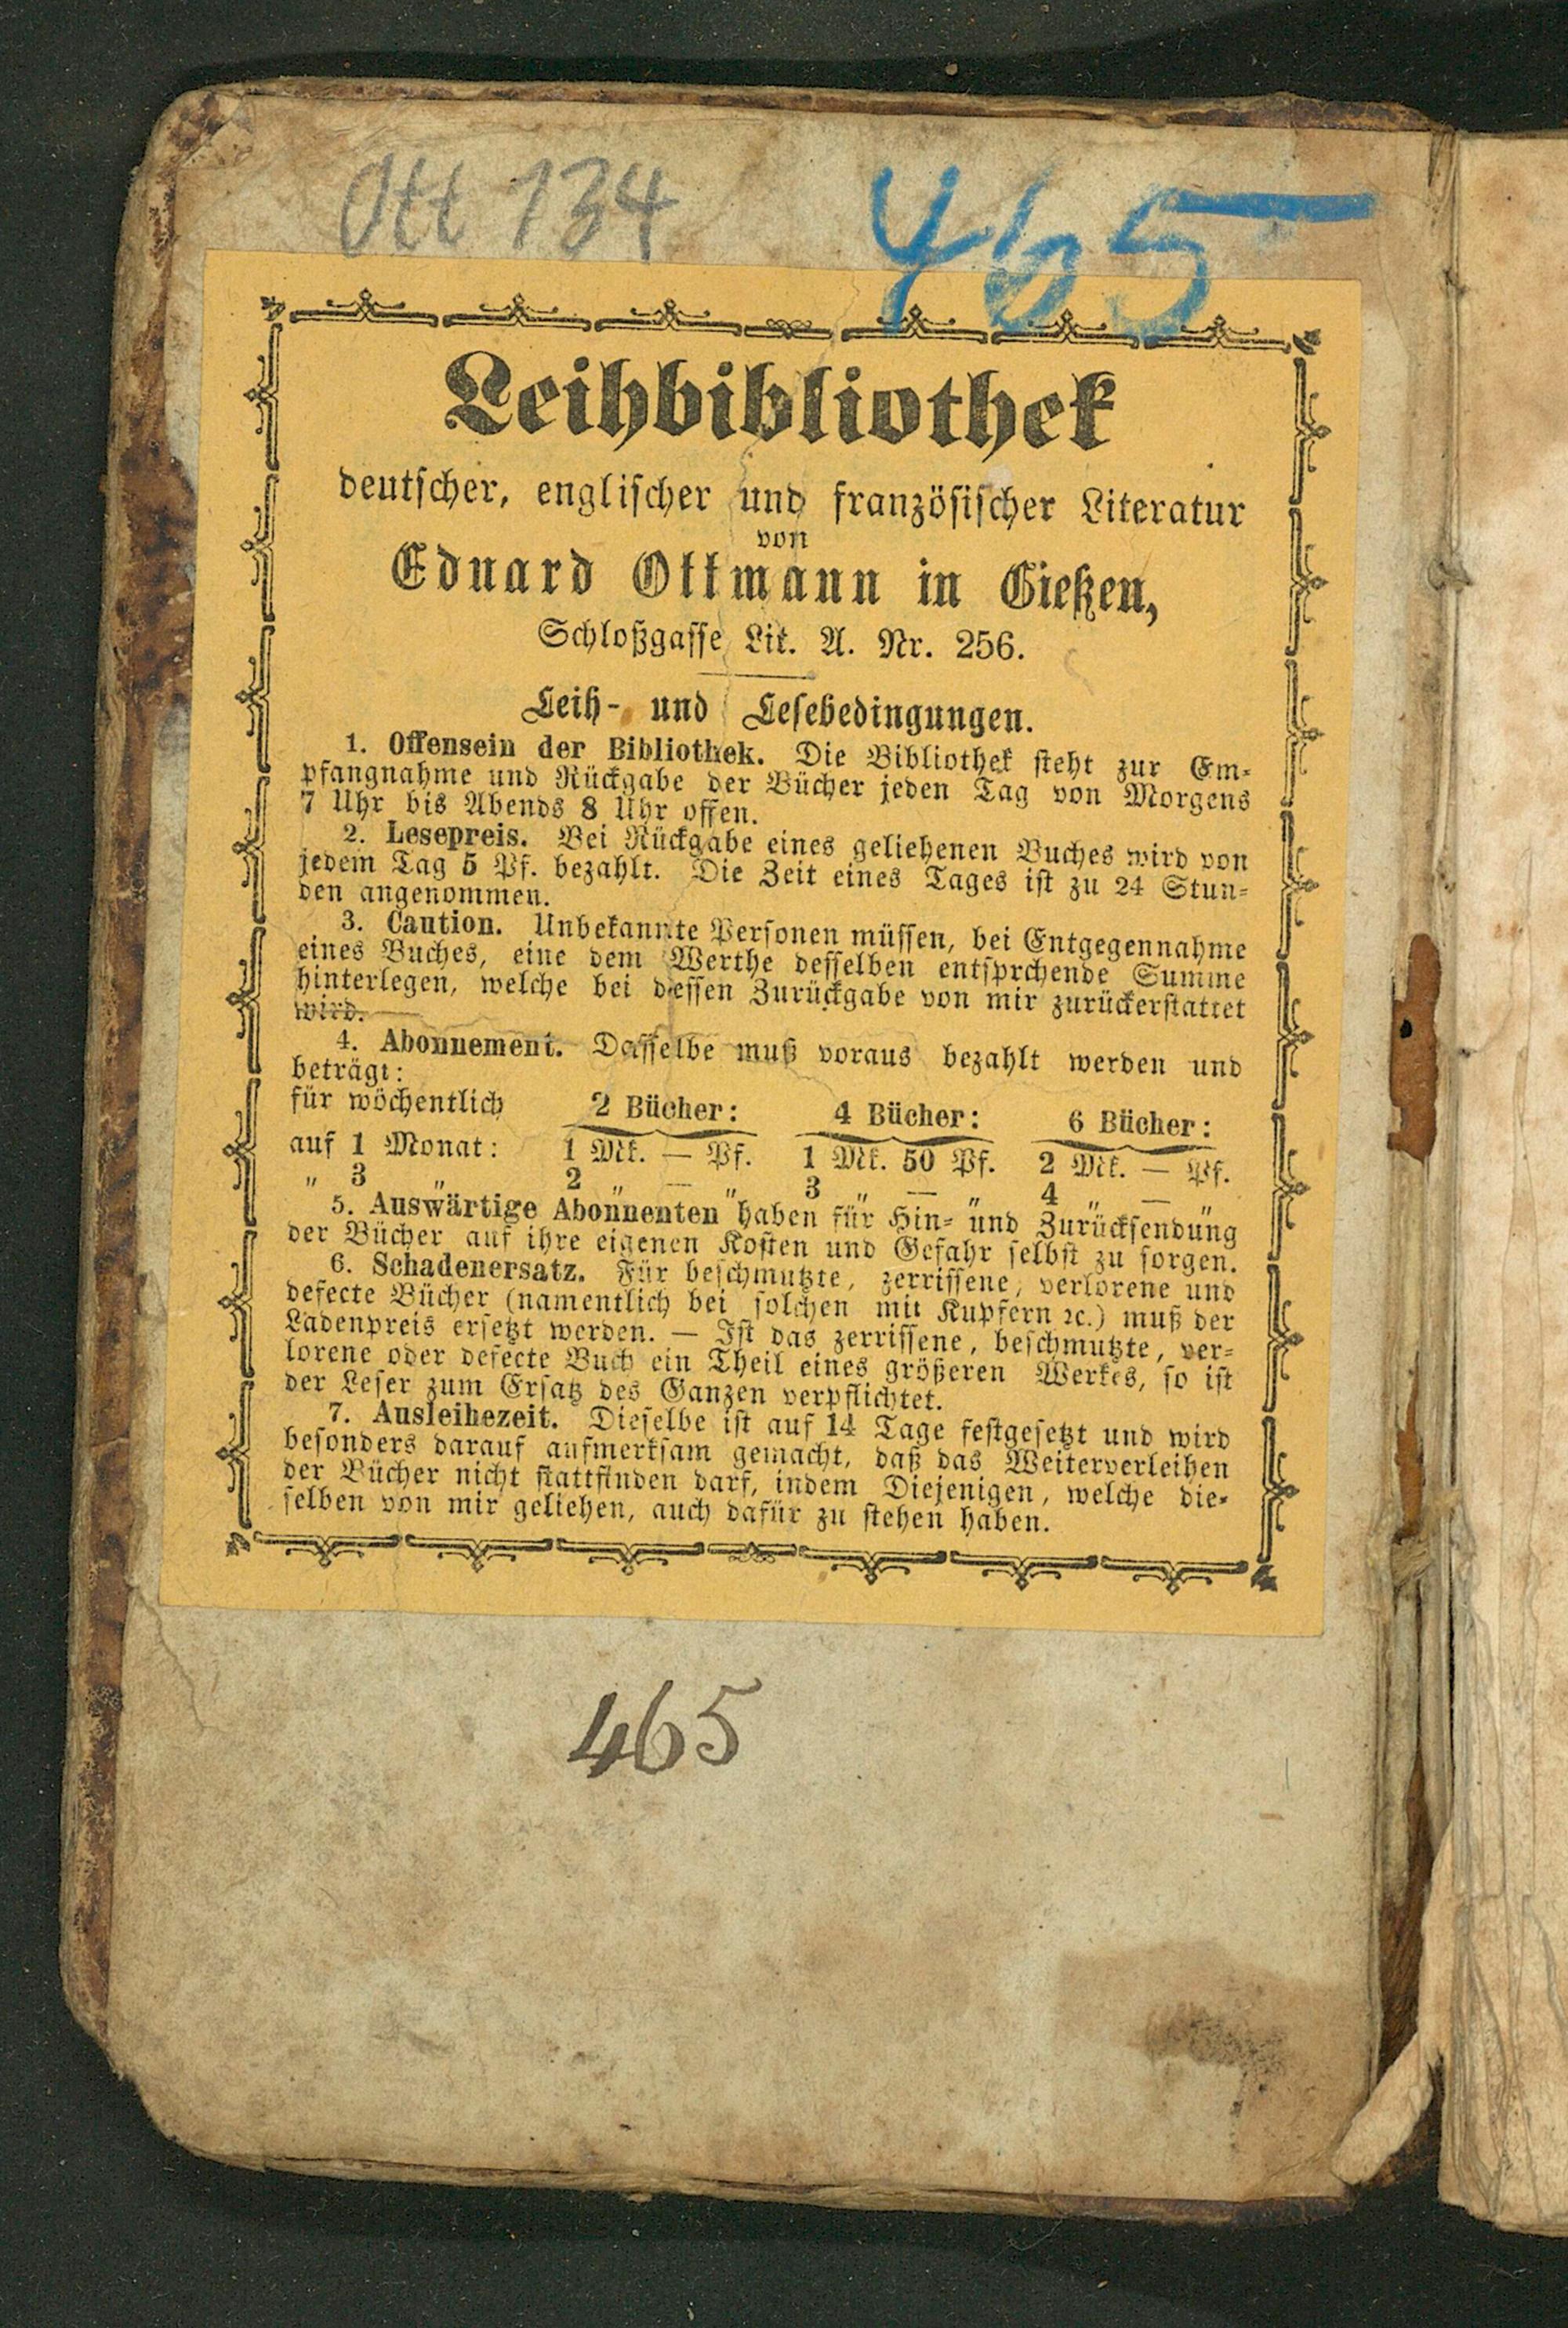 Ott 134
465
Leihbibliothek
deutscher, englischer und französischer Literatur
von
Eduard Ottmann in Gießen,
Schloßgasse Lit. A. Nr. 256.
Leih- und Lesebedingungen.
1. Offensein der Bibliothek. Die Bibliothek steht zur Em-
pfangnahme und Rückgabe der Bücher jeden Tag von Morgens
7 Uhr bis Abends 8 Uhr offen.
2. Lesepreis. Bei Rückgabe eines geliehenen Buches wird von
jedem Tag 5 Pf. bezahlt. Die Zeit eines Tages ist zu 24 Stun-
den angenommen.
3. Caution. Unbekannte Personen müssen, bei Entgegennahme
eines Buches, eine dem Werthe desselben entsprchende Summe
hinterlegen, welche bei dessen Zurückgabe von mir zurückerstattet
wird.
4. Abonnement. Dasselbe muß voraus bezahlt werden und
beträgt:
für wöchentlich 2 Bücher: 4 Bücher: 6 Bücher:
auf 1 Monat: 1 Mk. — Pf. 1 Mk. 50 Pf. 2 Mk. — Pf.
" 3 " 2 " — " 3 " — " 4 " — "
5. Auswärtige Abonnenten haben für Hin- und Zurücksendung
der Bücher auf ihre eigenen Kosten und Gefahr selbst zu sorgen.
6. Schadenersatz. Für beschmutzte, zerrissene, verlorene und
defecte Bücher (namentlich bei solchen mit Kupfern ꝛc.) muß der
Ladenpreis ersetzt werden. — Ist das zerrissene, beschmutzte, ver-
lorene oder defecte Buch ein Theil eines größeren Werkes, so ist
der Leser zum Ersatz des Ganzen verpflichtet.
7. Ausleihezeit. Dieselbe ist auf 14 Tage festgesetzt und wird
besonders darauf aufmerksam gemacht, daß das Weiterverleihen
der Bücher nicht stattfinden darf, indem Diejenigen, welche die-
selben von mir geliehen, auch dafür zu stehen haben.
465